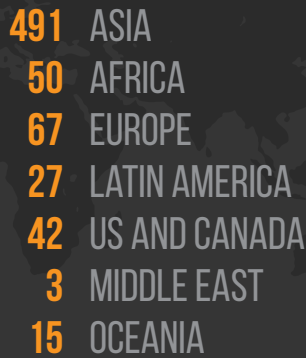 491 ASIA
50 AFRICA
67 EUROPE
27 LATIN AMERICA
42 US AND CANADA
3 MIDDLE EAST
15 OCEANIA